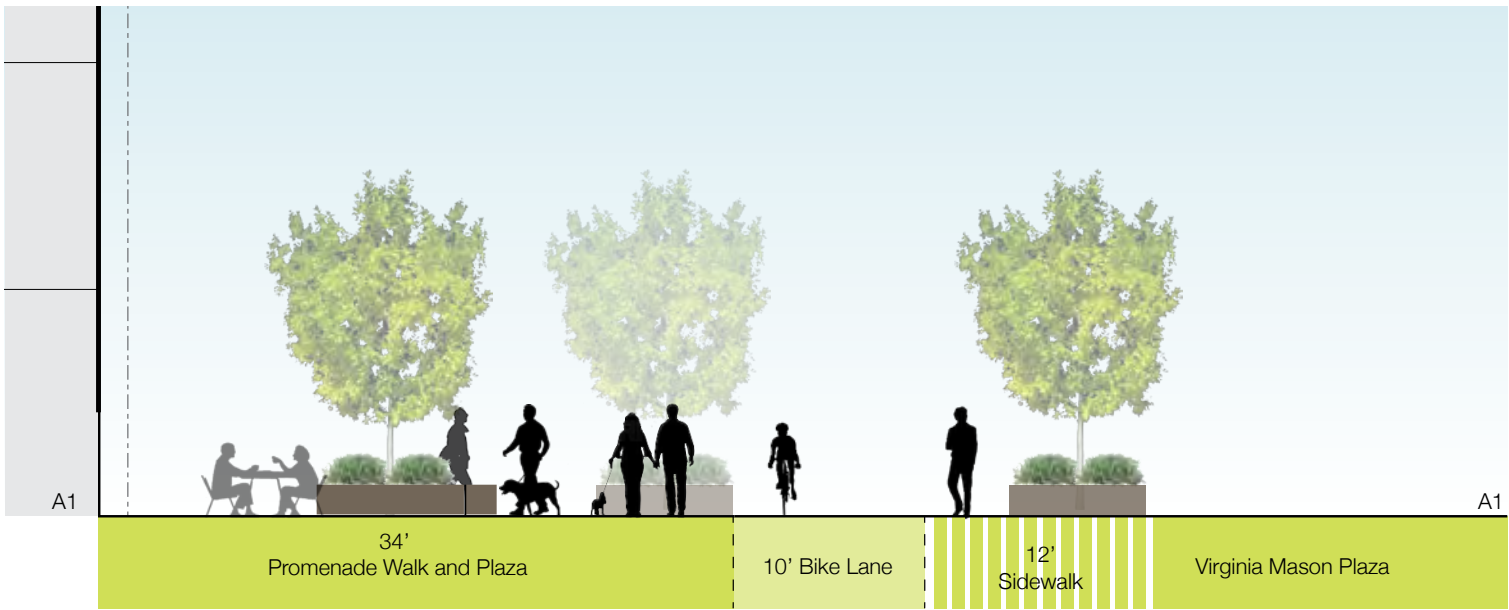 A1
A1
34’
Promenade Walk and Plaza
10’ Bike Lane
12’
Sidewalk
Virginia Mason Plaza